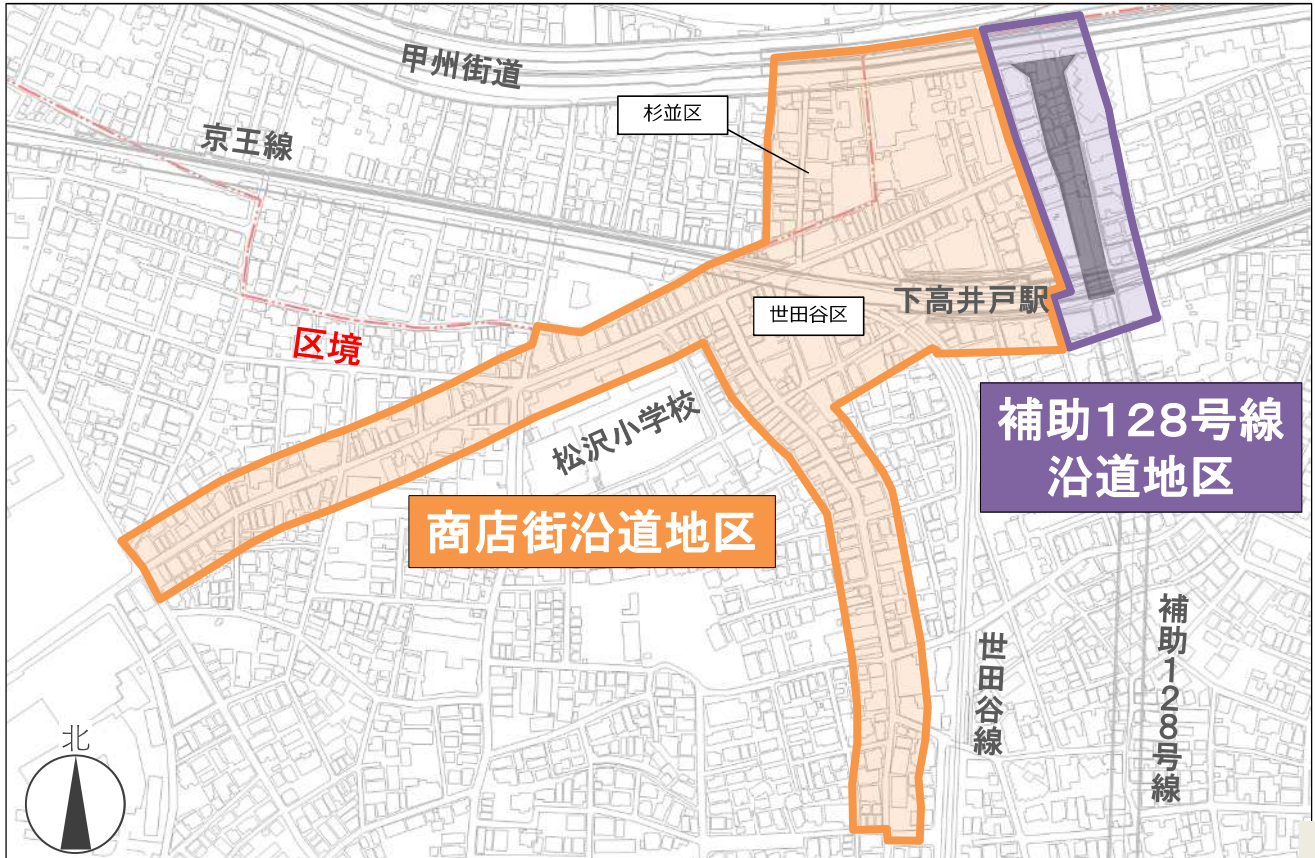 甲州街道
杉並区
京王線
世田谷区
下高井戸駅
区境
松沢小学校
補助128号線
沿道地区
商店街沿道地区
世田谷線
補助128号線
北